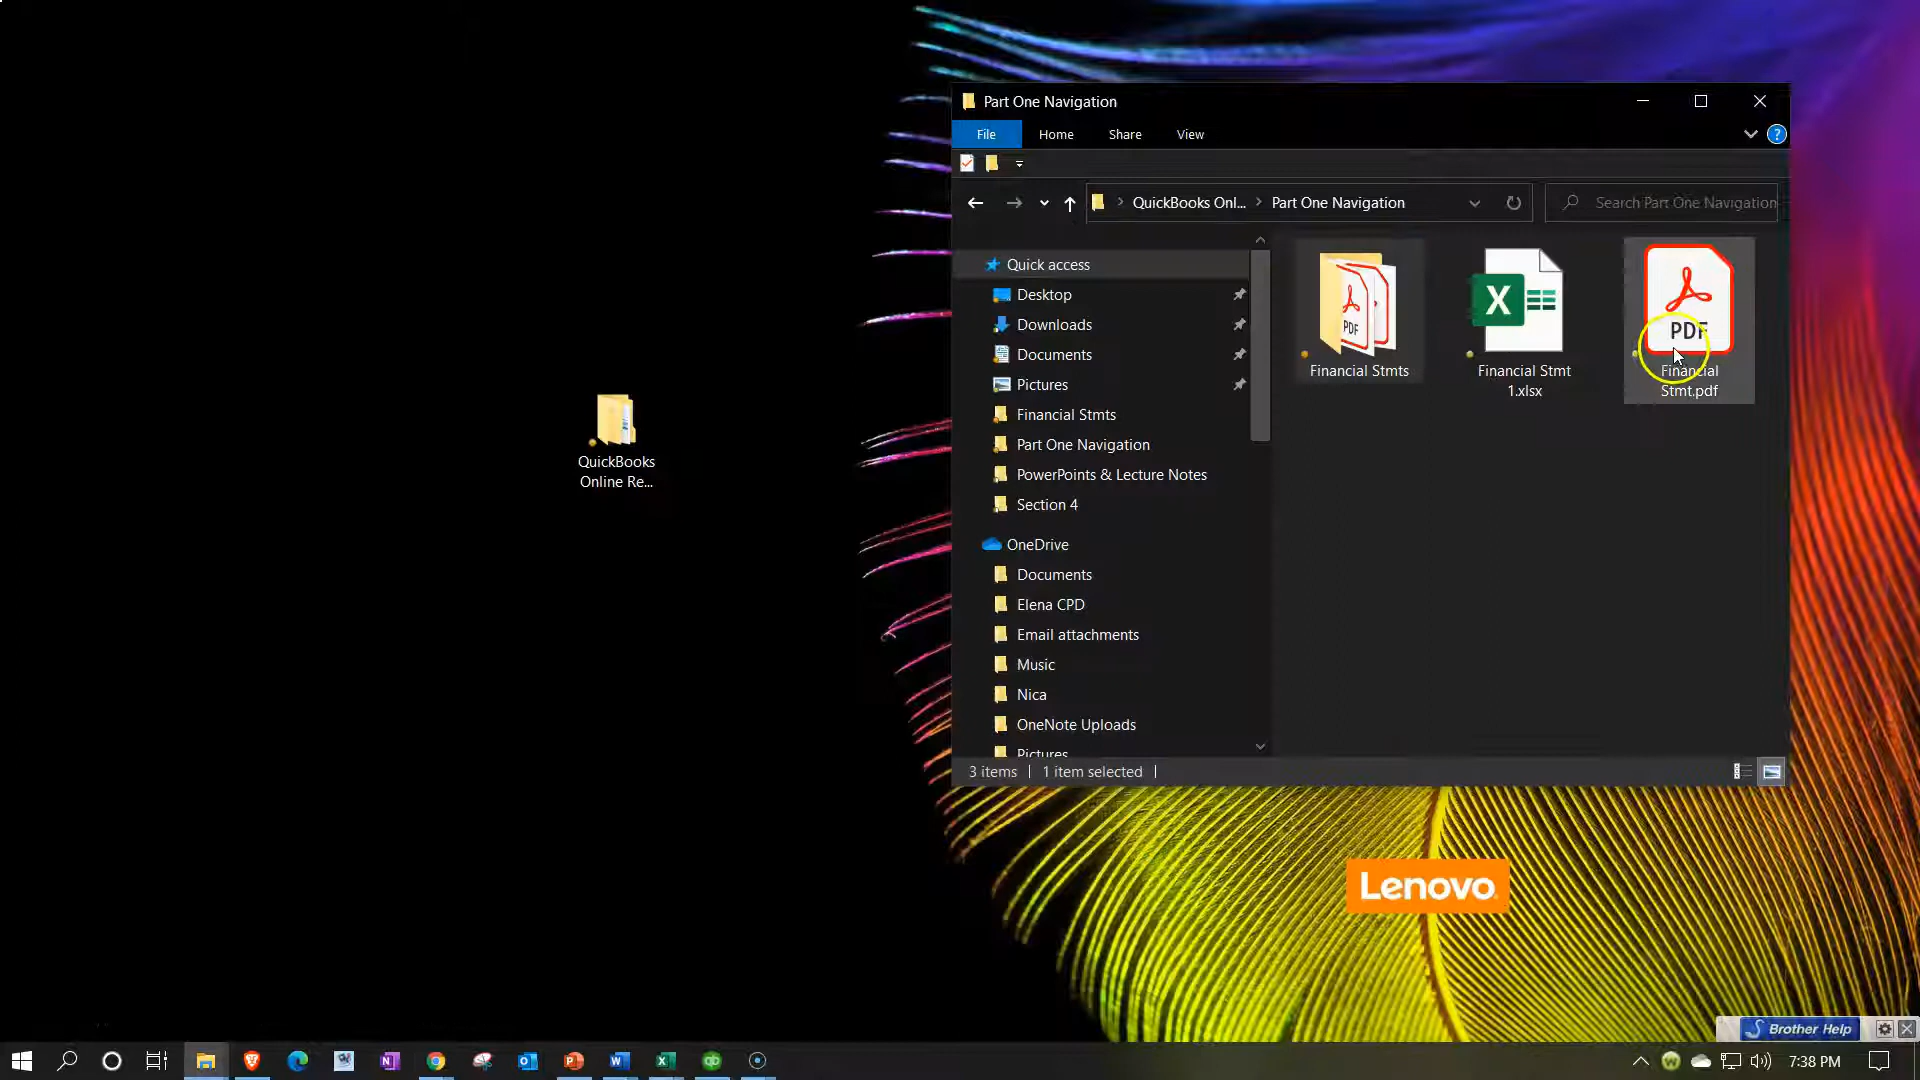 Part One Navigation
File Home Share View
QuickBooks Onl... Part One Navigation Search Part One Navigation
Quick access
Desktop
Downloads
Documents
Pictures
Financial Stmts
Part One Navigation
PowerPoints & Lecture Notes
Section 4
OneDrive
Documents
Elena CPD
Email attachments
Music
Nica
OneNote Uploads
Pictures
PDF
Financial Stmts
X
Financial Stmt
1.xlsx
PDF
Financial
Stmt.pdf
3 items 1 item selected
QuickBooks
Online Re...
Lenovo
Brother Help
7:38 PM